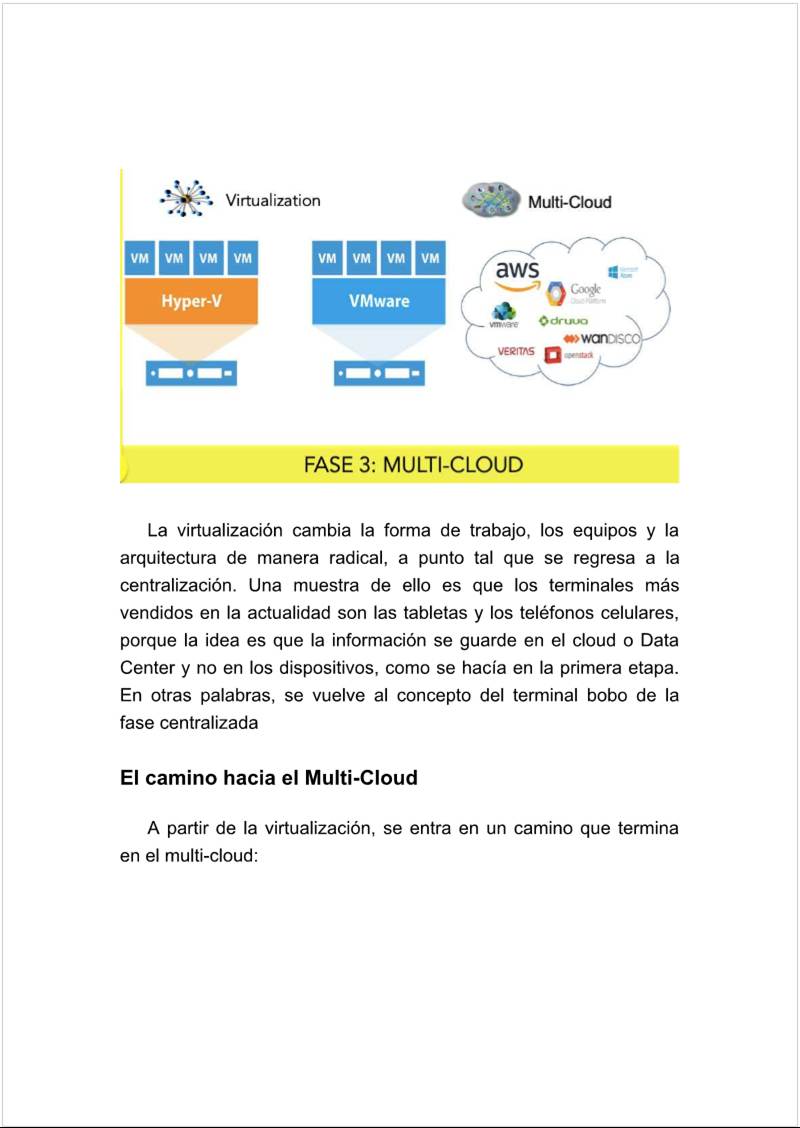 Virtualization
Multi-Cloud
VM VM VM VM
Hyper-V
VM VM VM VM
VMware
aws
Microsoft
Azure
Google
Cloud Platform
vmware
druva
WANDISCO
VERITAS
openstack
FASE 3: MULTI-CLOUD
La virtualización cambia la forma de trabajo, los equipos y la
arquitectura de manera radical, a punto tal que se regresa a la
centralización. Una muestra de ello es que los terminales más
vendidos en la actualidad son las tabletas y los teléfonos celulares,
porque la idea es que la información se guarde en el cloud o Data
Center y no en los dispositivos, como se hacía en la primera etapa.
En otras palabras, se vuelve al concepto del terminal bobo de la
fase centralizada
El camino hacia el Multi-Cloud
A partir de la virtualización, se entra en un camino que termina
en el multi-cloud: